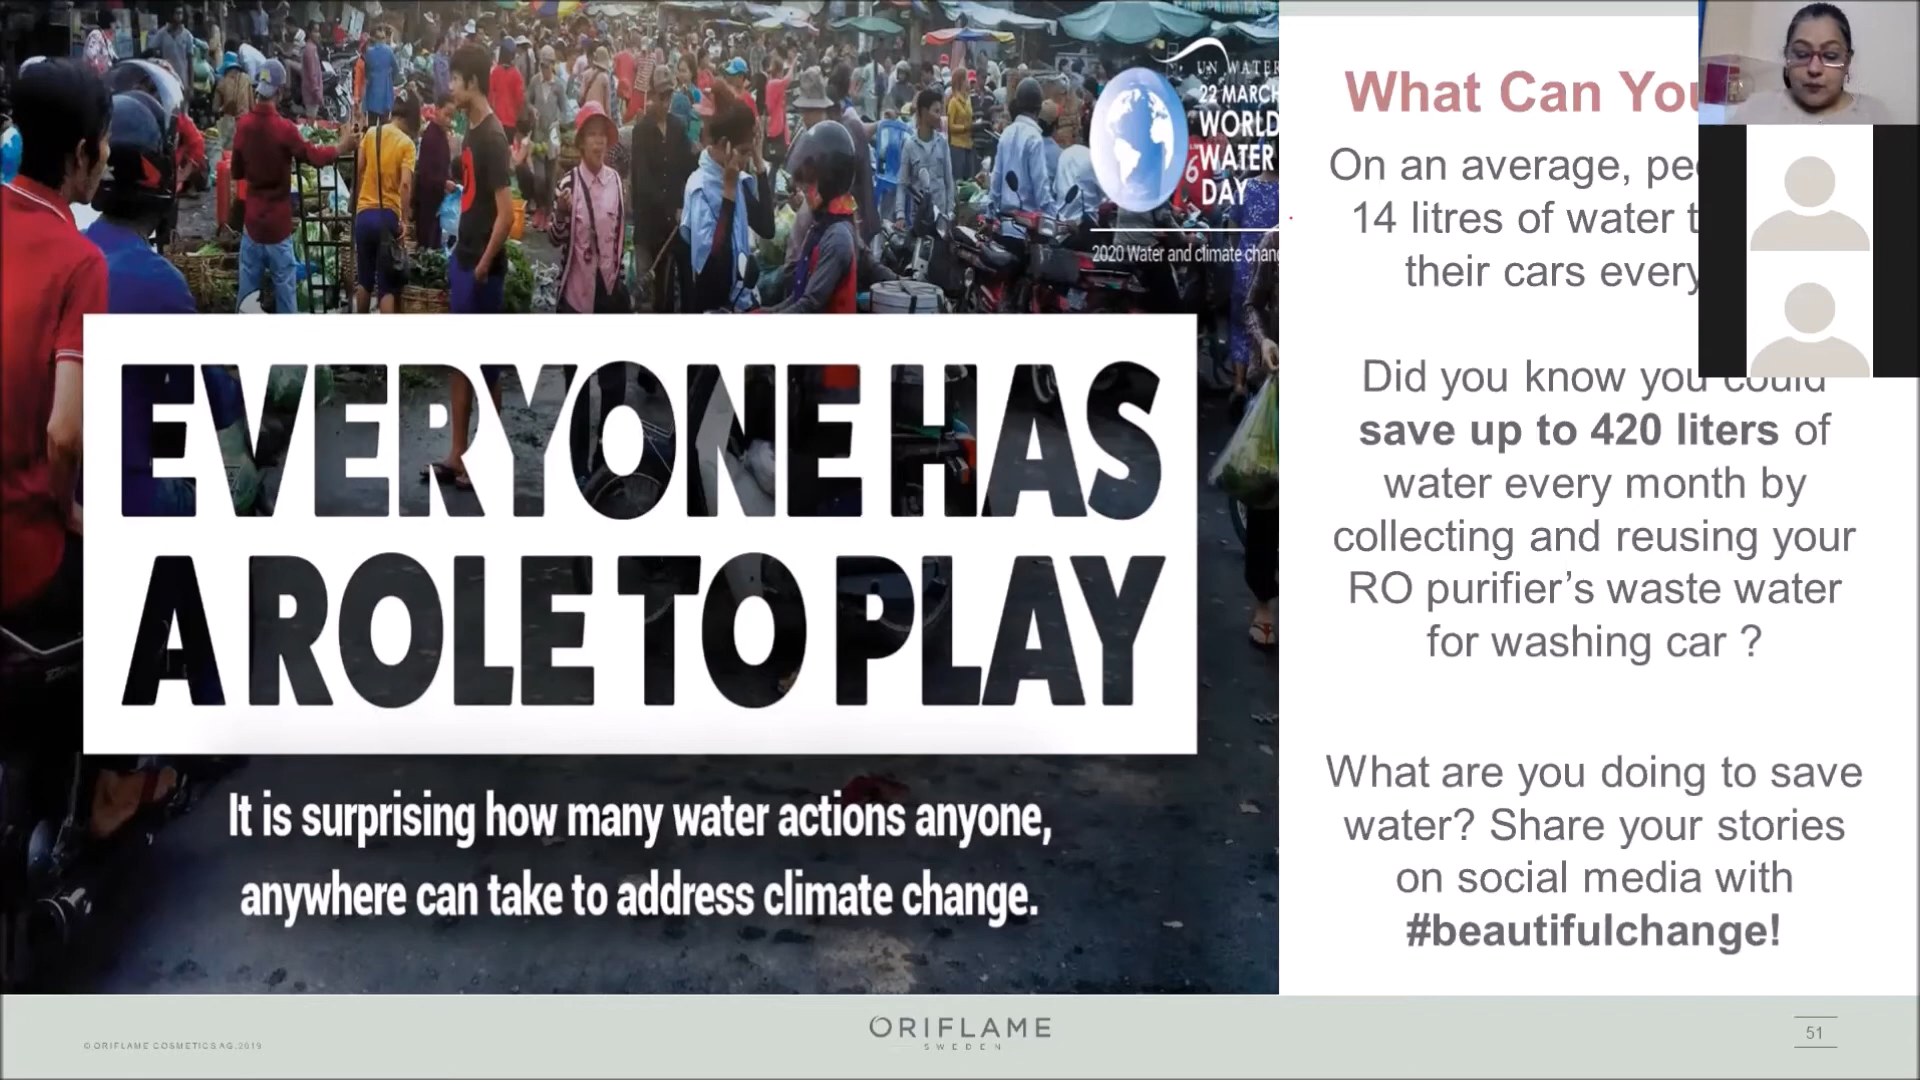 UN WATER
22 MARCH
WORLD
WATER
DAY
2020 Water and climate
EVERYONE HAS
A ROLE TO PLAY
It is surprising how many water actions anyone,
anywhere can take to address climate change.
What Can
On an average,
14 litres of water
their cars every
Did you know you could
save up to 420 liters of
water every month by
collecting and reusing your
RO purifier’s waste water
for washing car ?
What are you doing to save
water? Share your stories
on social media with
#beautifulchange!
© ORIFLAME COSMETICS AG, 2019
ORIFLAME
SWEDEN
51